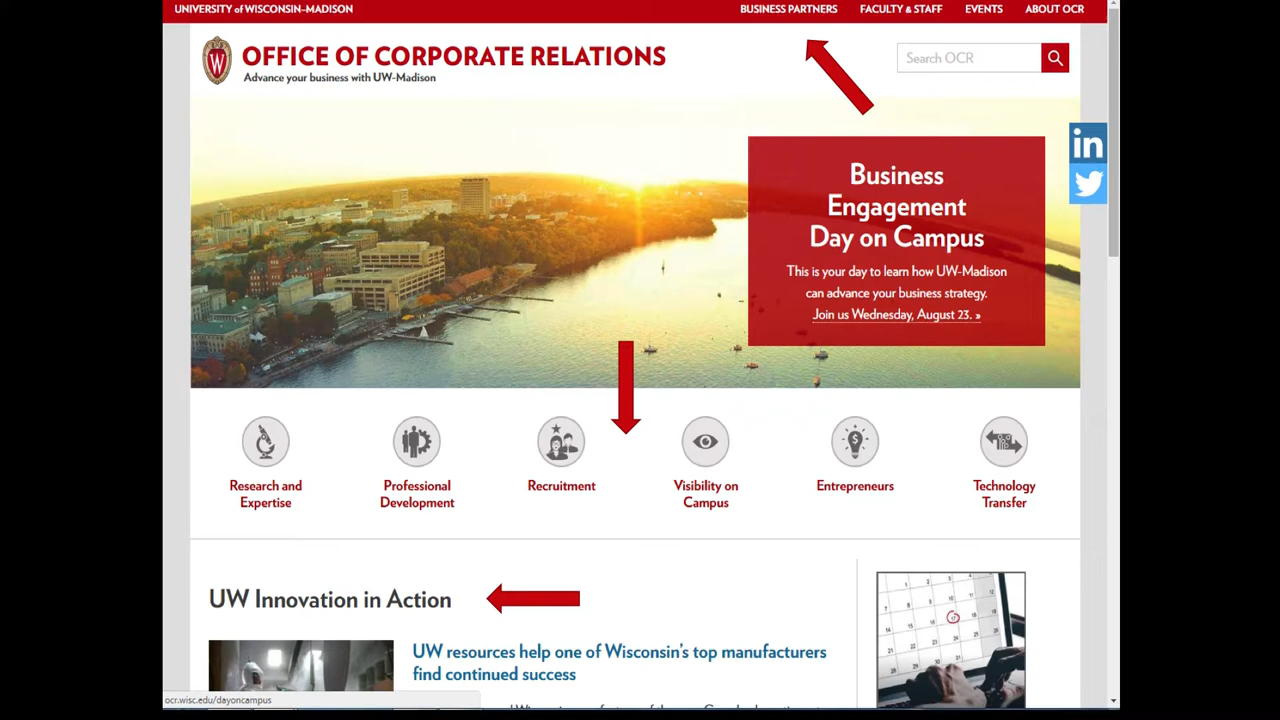 UNIVERSITY of WISCONSIN–MADISON
BUSINESS PARTNERS FACULTY & STAFF EVENTS ABOUT OCR
W
OFFICE OF CORPORATE RELATIONS
Advance your business with UW-Madison
Search OCR
in
Business
Engagement
Day on Campus
This is your day to learn how UW-Madison
can advance your business strategy.
Join us Wednesday, August 23. »
Research and
Expertise
Professional
Development
Recruitment
Visibility on
Campus
Entrepreneurs
Technology
Transfer
UW Innovation in Action
UW resources help one of Wisconsin's top manufacturers
find continued success
ocr.wisc.edu/dayoncampus